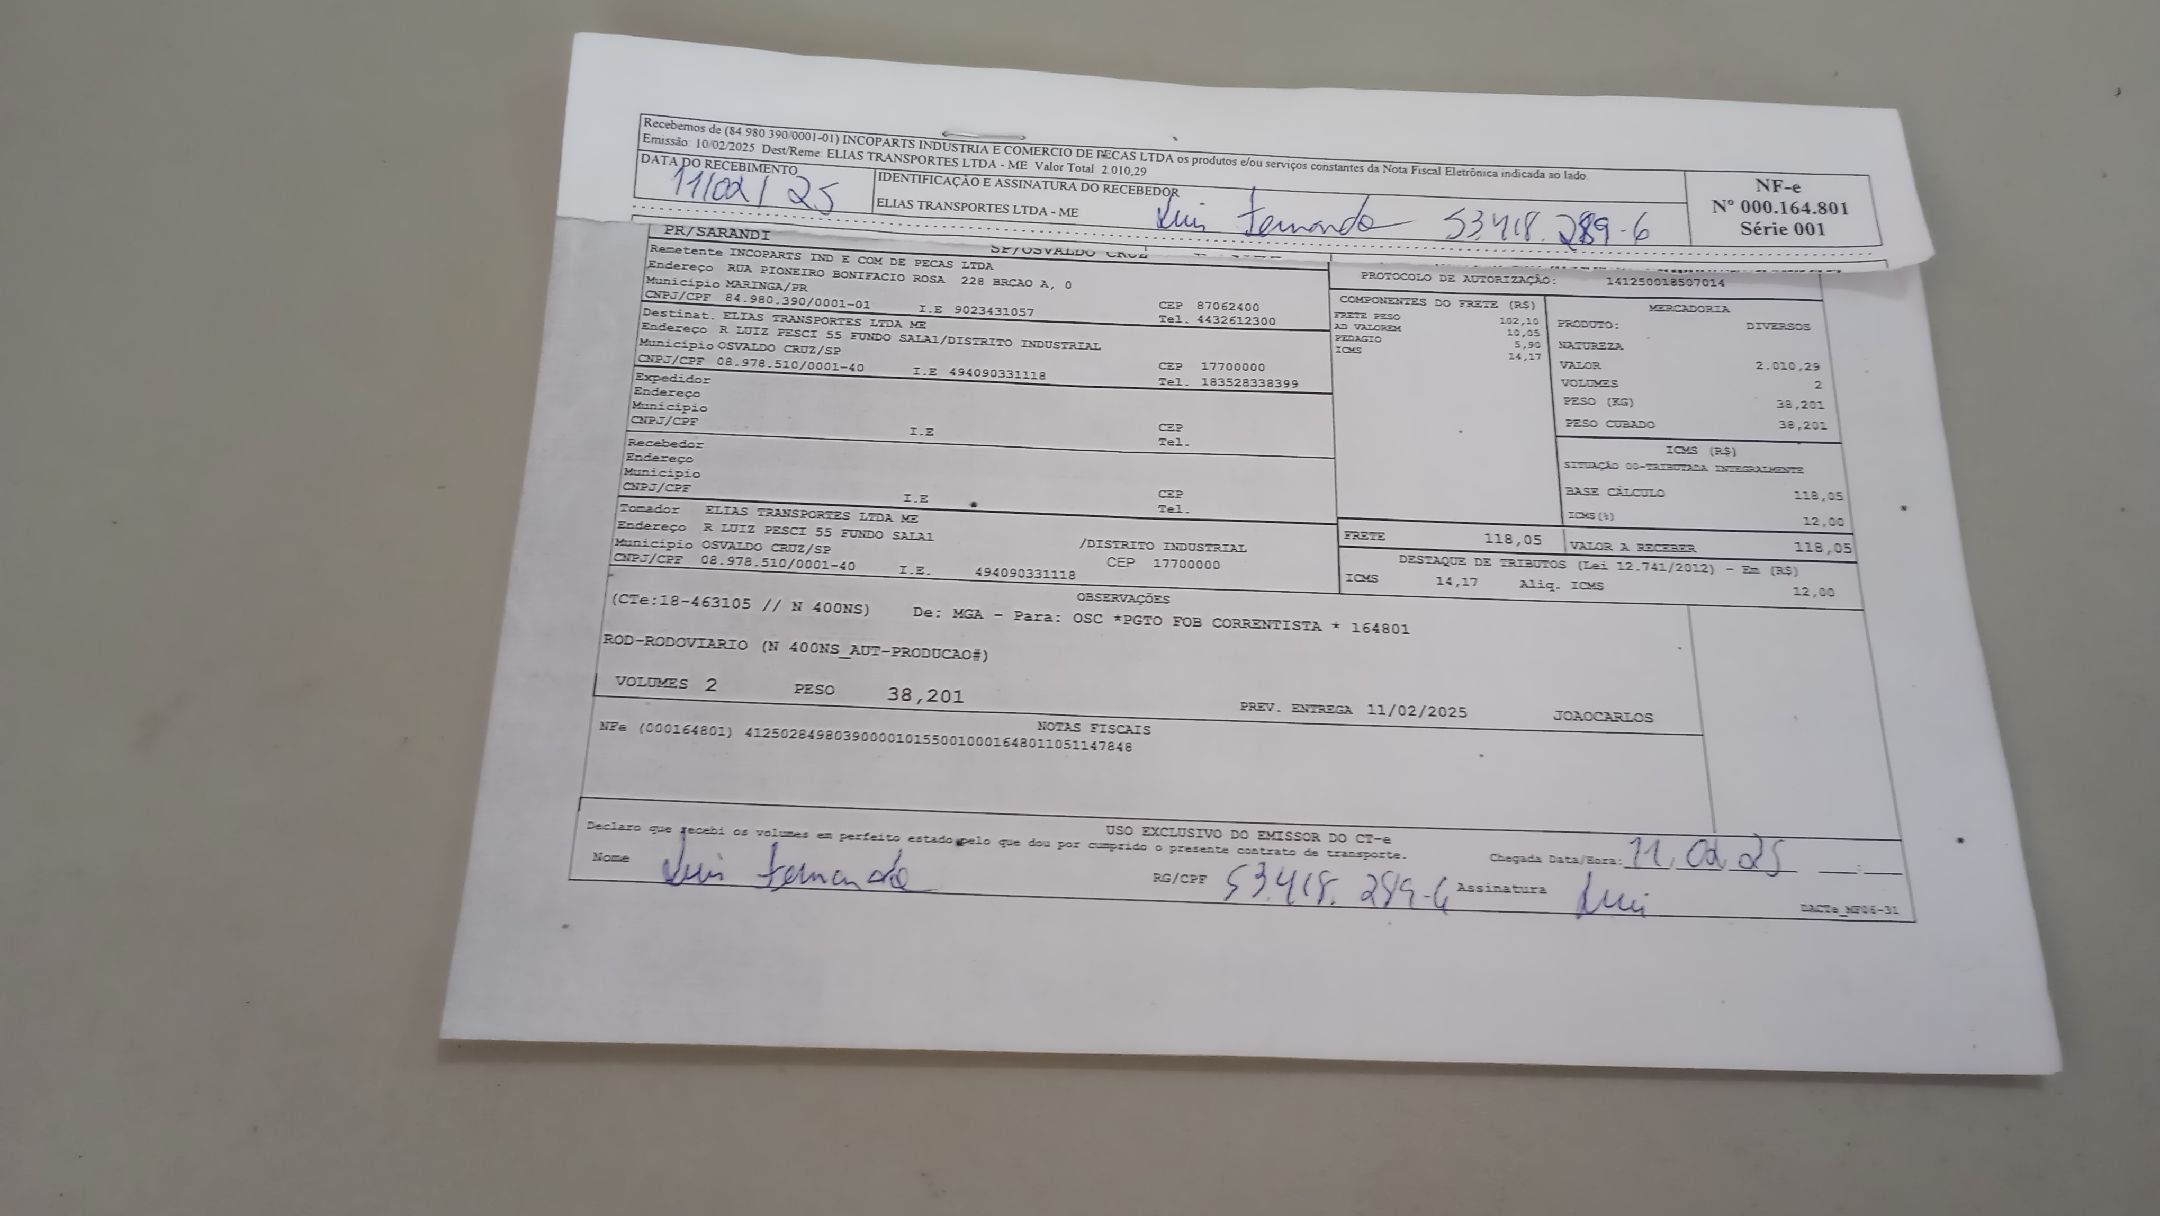 Recebemos de (84 980 390/0001-01) INCOPARTS INDUSTRIA E COMERCIO DE PECAS LTDA os produtos e/ou serviços constantes da Nota Fiscal Eletrônica indicada ao lado.
Emissão: 10/02/2025 Dest/Reme: ELIAS TRANSPORTES LTDA - ME Valor Total 2.010,29
DATA DO RECEBIMENTO
11/02/25
IDENTIFICAÇÃO E ASSINATURA DO RECEBEDOR
ELIAS TRANSPORTES LTDA - ME
Luis Fernando 53.418.289-6
NF-e
Nº 000.164.801
Série 001
PR/SARANDI
SP/OSVALDO CRUZ
Remetente INCOPARTS IND E COM DE PECAS LTDA
Endereço RUA PIONEIRO BONIFACIO ROSA 228 BRCAO A, 0
Município MARINGA/PR CEP 87062400
CNPJ/CPF 84.980.390/0001-01 I.E 9023431057 Tel. 4432612300
Destinat. ELIAS TRANSPORTES LTDA ME
Endereço R LUIZ PESCI 55 FUNDO SALA1/DISTRITO INDUSTRIAL
Município OSVALDO CRUZ/SP CEP 17700000
CNPJ/CPF 08.978.510/0001-40 I.E 494090331118 Tel. 183528338399
Expedidor
Endereço
Município CEP
CNPJ/CPF I.E Tel.
Recebedor
Endereço
Município CEP
CNPJ/CPF I.E Tel.
Tomador ELIAS TRANSPORTES LTDA ME
Endereço R LUIZ PESCI 55 FUNDO SALA1 /DISTRITO INDUSTRIAL
Município OSVALDO CRUZ/SP CEP 17700000
CNPJ/CPF 08.978.510/0001-40 I.E. 494090331118
PROTOCOLO DE AUTORIZAÇÃO: 141250018507014
COMPONENTES DO FRETE (R$)
FRETE PESO 102,10
AD VALOREM 10,05
PEDAGIO 5,90
ICMS 14,17
MERCADORIA
PRODUTO: DIVERSOS
NATUREZA
VALOR 2.010,29
VOLUMES 2
PESO (KG) 38,201
PESO CUBADO 38,201
ICMS (R$)
SITUAÇÃO 00-TRIBUTADA INTEGRALMENTE
BASE CÁLCULO 118,05
ICMS(%) 12,00
FRETE 118,05 VALOR A RECEBER 118,05
DESTAQUE DE TRIBUTOS (Lei 12.741/2012) - Em (R$)
ICMS 14,17 Aliq. ICMS 12,00
OBSERVAÇÕES
(CTe:18-463105 // N 400NS) De: MGA - Para: OSC *PGTO FOB CORRENTISTA * 164801
ROD-RODOVIARIO (N 400NS_AUT-PRODUCAO#)
VOLUMES 2 PESO 38,201 PREV. ENTREGA 11/02/2025 JOAOCARLOS
NOTAS FISCAIS
NFe (000164801) 41250284980390000101550010001648011051147848
USO EXCLUSIVO DO EMISSOR DO CT-e
Declaro que recebi os volumes em perfeito estado pelo que dou por cumprido o presente contrato de transporte.
Chegada Data/Hora: 11.02.25
Nome Luis Fernando RG/CPF 53.418.289-6 Assinatura Luis
DACTe_MP06-31